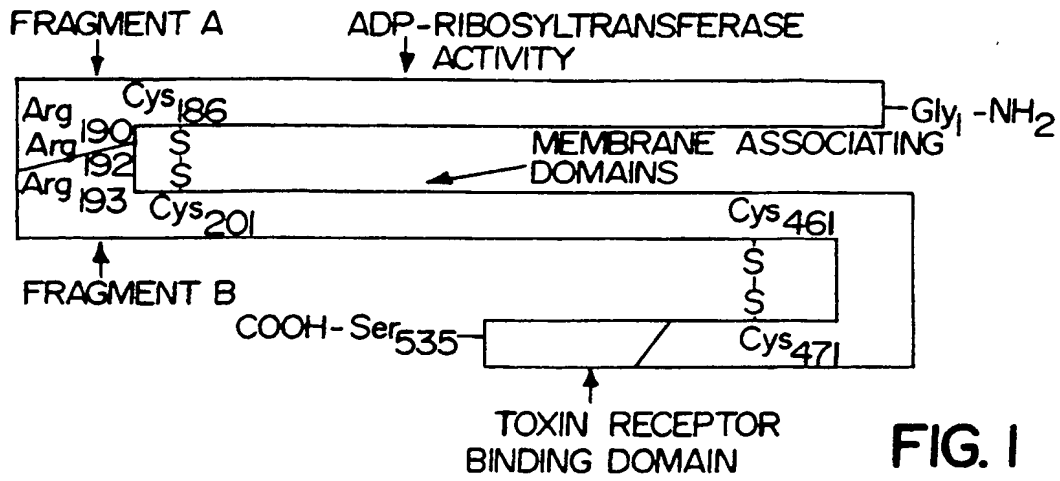 FRAGMENT A
ADP-RIBOSYLTRANSFERASE
ACTIVITY
Cys186
Arg190
Arg192
Arg193
S
S
Gly1-NH2
MEMBRANE ASSOCIATING
DOMAINS
Cys201
Cys461
FRAGMENT B
S
S
COOH-Ser535
Cys471
TOXIN RECEPTOR
BINDING DOMAIN
FIG. 1